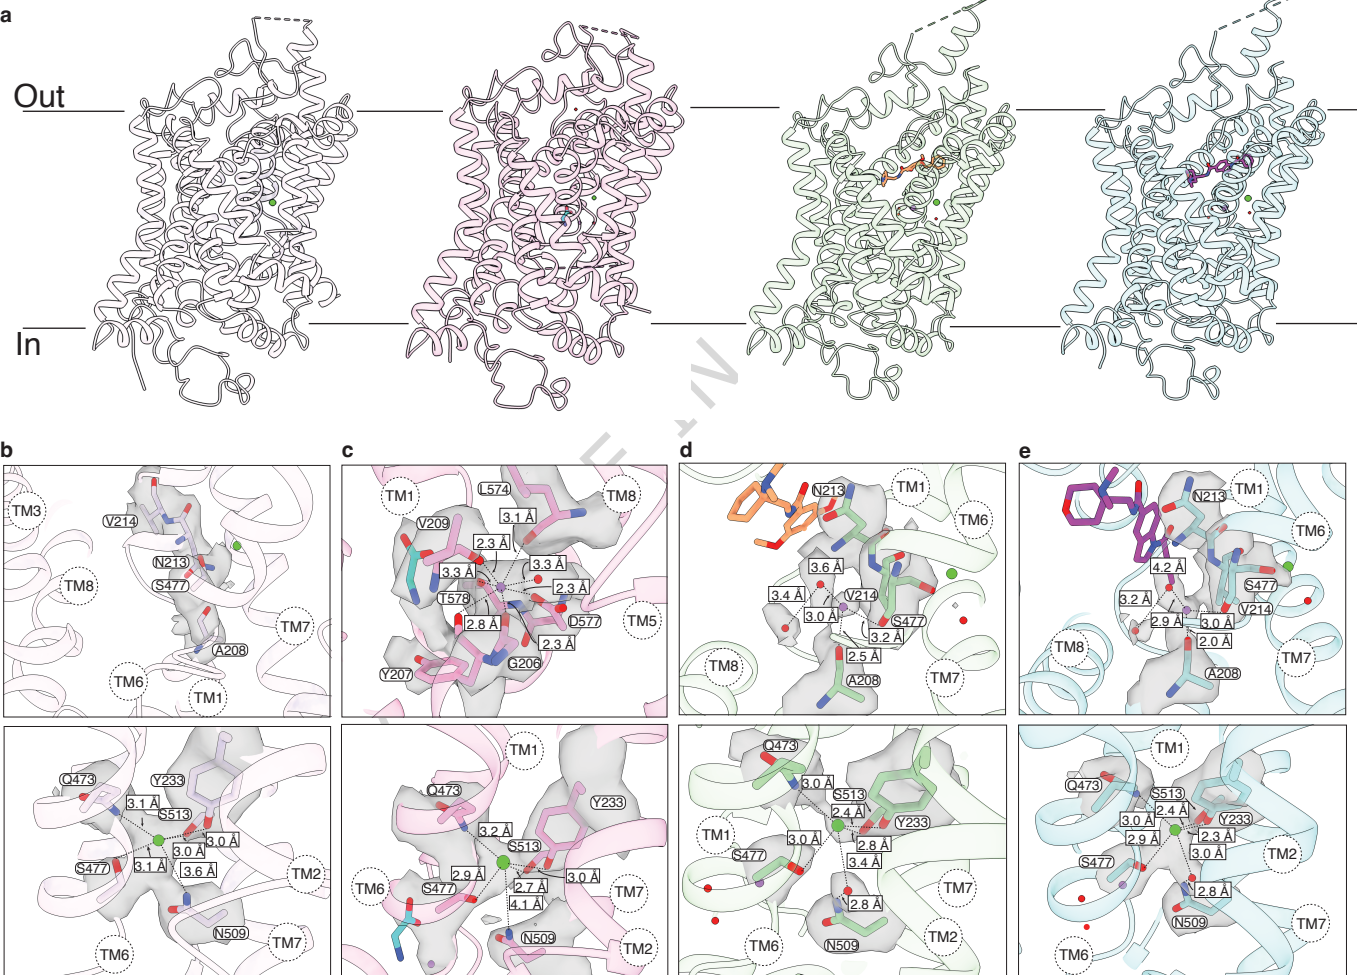 a
Out
In
E IN
b
TM3
V214
N213
S477
TM8
TM7
A208
TM6
TM1
Q473
Y233
3.1 Å
S513
3.0 Å
3.0 Å
S477
3.1 Å
3.6 Å
TM2
N509
TM6
TM7
c
L574
TM1
TM8
V209
3.1 Å
2.3 Å
3.3 Å
3.3 Å
2.3 Å
T578
2.8 Å
D577
TM5
2.3 Å
G206
Y207
TM1
Q473
Y233
3.2 Å
S513
2.9 Å
3.0 Å
TM6
S477
2.7 Å
TM7
4.1 Å
N509
TM2
d
N213
TM1
TM6
3.6 Å
3.4 Å
V214
3.0 Å
S477
3.2 Å
2.5 Å
TM8
A208
TM7
Q473
3.0 Å
S513
2.4 Å
Y233
TM1
3.0 Å
2.8 Å
S477
3.4 Å
TM7
2.8 Å
TM6
N509
TM2
e
N213
TM1
TM6
4.2 Å
S477
3.2 Å
V214
2.9 Å
3.0 Å
2.0 Å
TM8
TM7
A208
TM1
Q473
S513
2.4 Å
3.0 Å
Y233
2.9 Å
2.3 Å
3.0 Å
TM2
S477
2.8 Å
N509
TM7
TM6